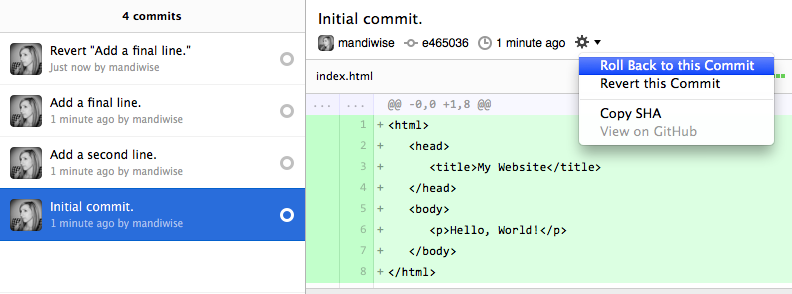 4 commits
Revert "Add a final line."
Just now by mandiwise
Add a final line.
1 minute ago by mandiwise
Add a second line.
1 minute ago by mandiwise
Initial commit.
1 minute ago by mandiwise
Initial commit.
mandiwise e465036 1 minute ago
Roll Back to this Commit
Revert this Commit
Copy SHA
View on GitHub
index.html
... ... @@ -0,0 +1,8 @@
1 +<html>
2 + <head>
3 + <title>My Website</title>
4 + </head>
5 + <body>
6 + <p>Hello, World!</p>
7 + </body>
8 +</html>